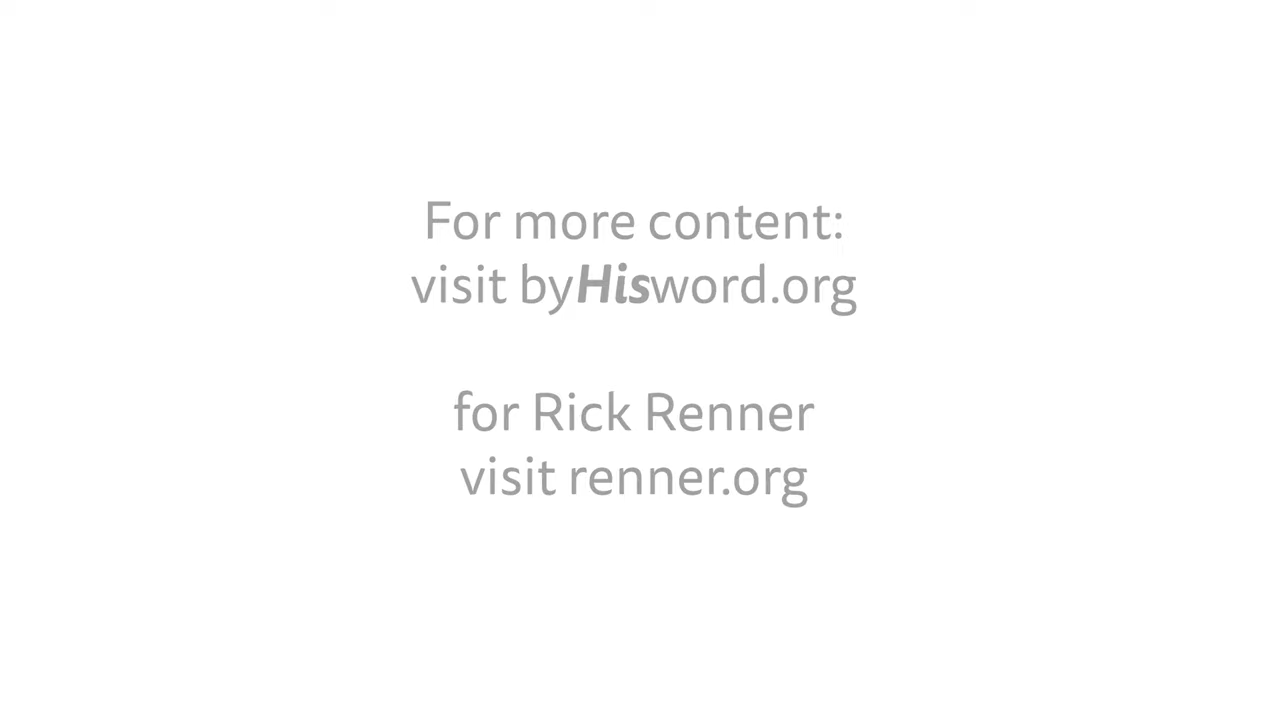 For more content:
visit byHisword.org
for Rick Renner
visit renner.org